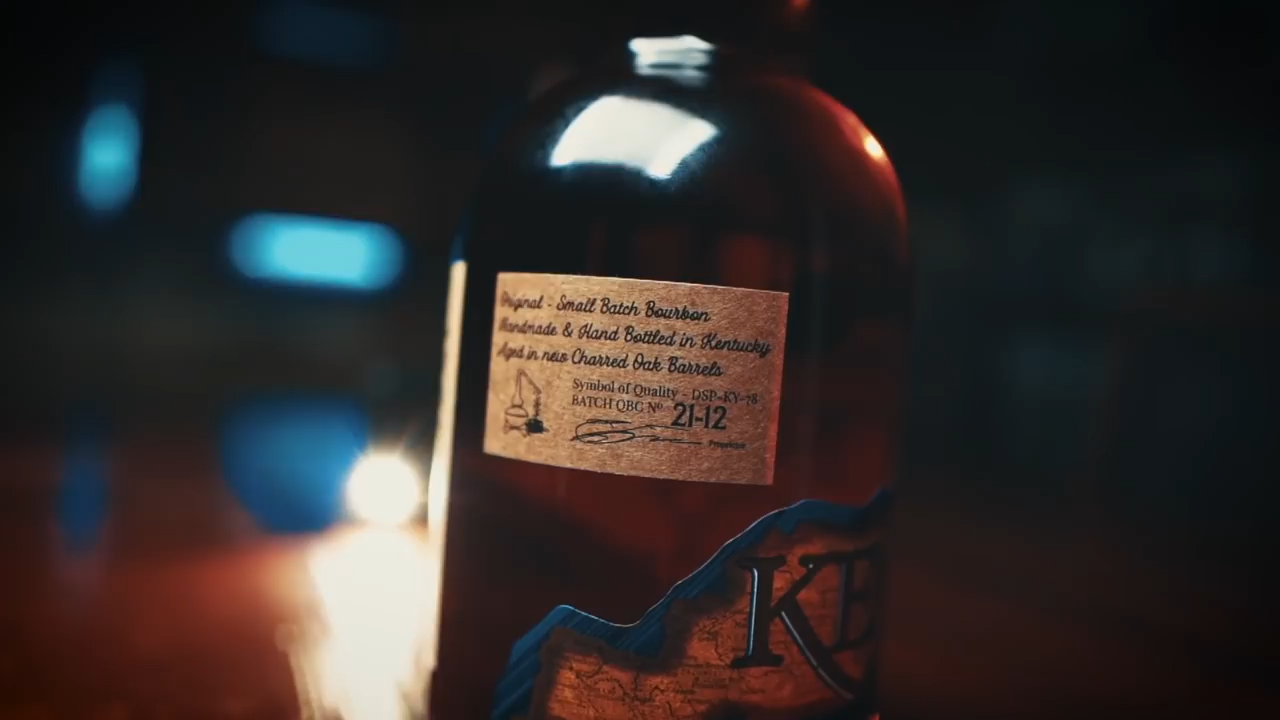 Original - Small Batch Bourbon
Handmade & Hand Bottled in Kentucky
Aged in new Charred Oak Barrels
Symbol of Quality - DSP-KY-78
BATCH QBC Nº 21-12
Proprietor
KE